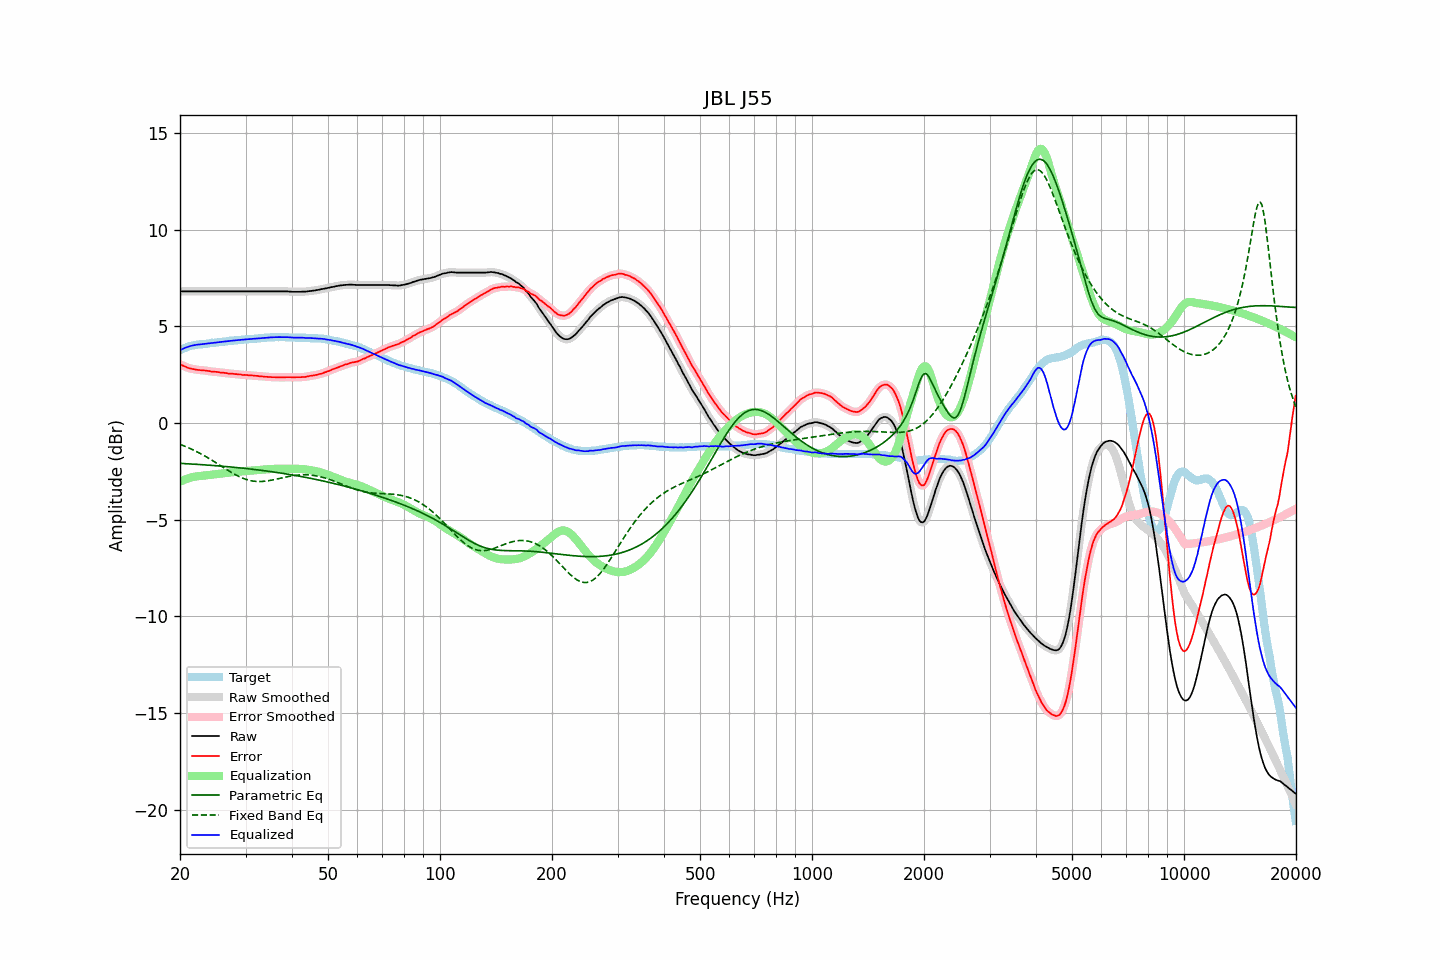 JBL J55
Amplitude (dBr)
15
10
5
0
−5
−10
−15
−20
Target
Raw Smoothed
Error Smoothed
Raw
Error
Equalization
Parametric Eq
Fixed Band Eq
Equalized
20 50 100 200 500 1000 2000 5000 10000 20000
Frequency (Hz)